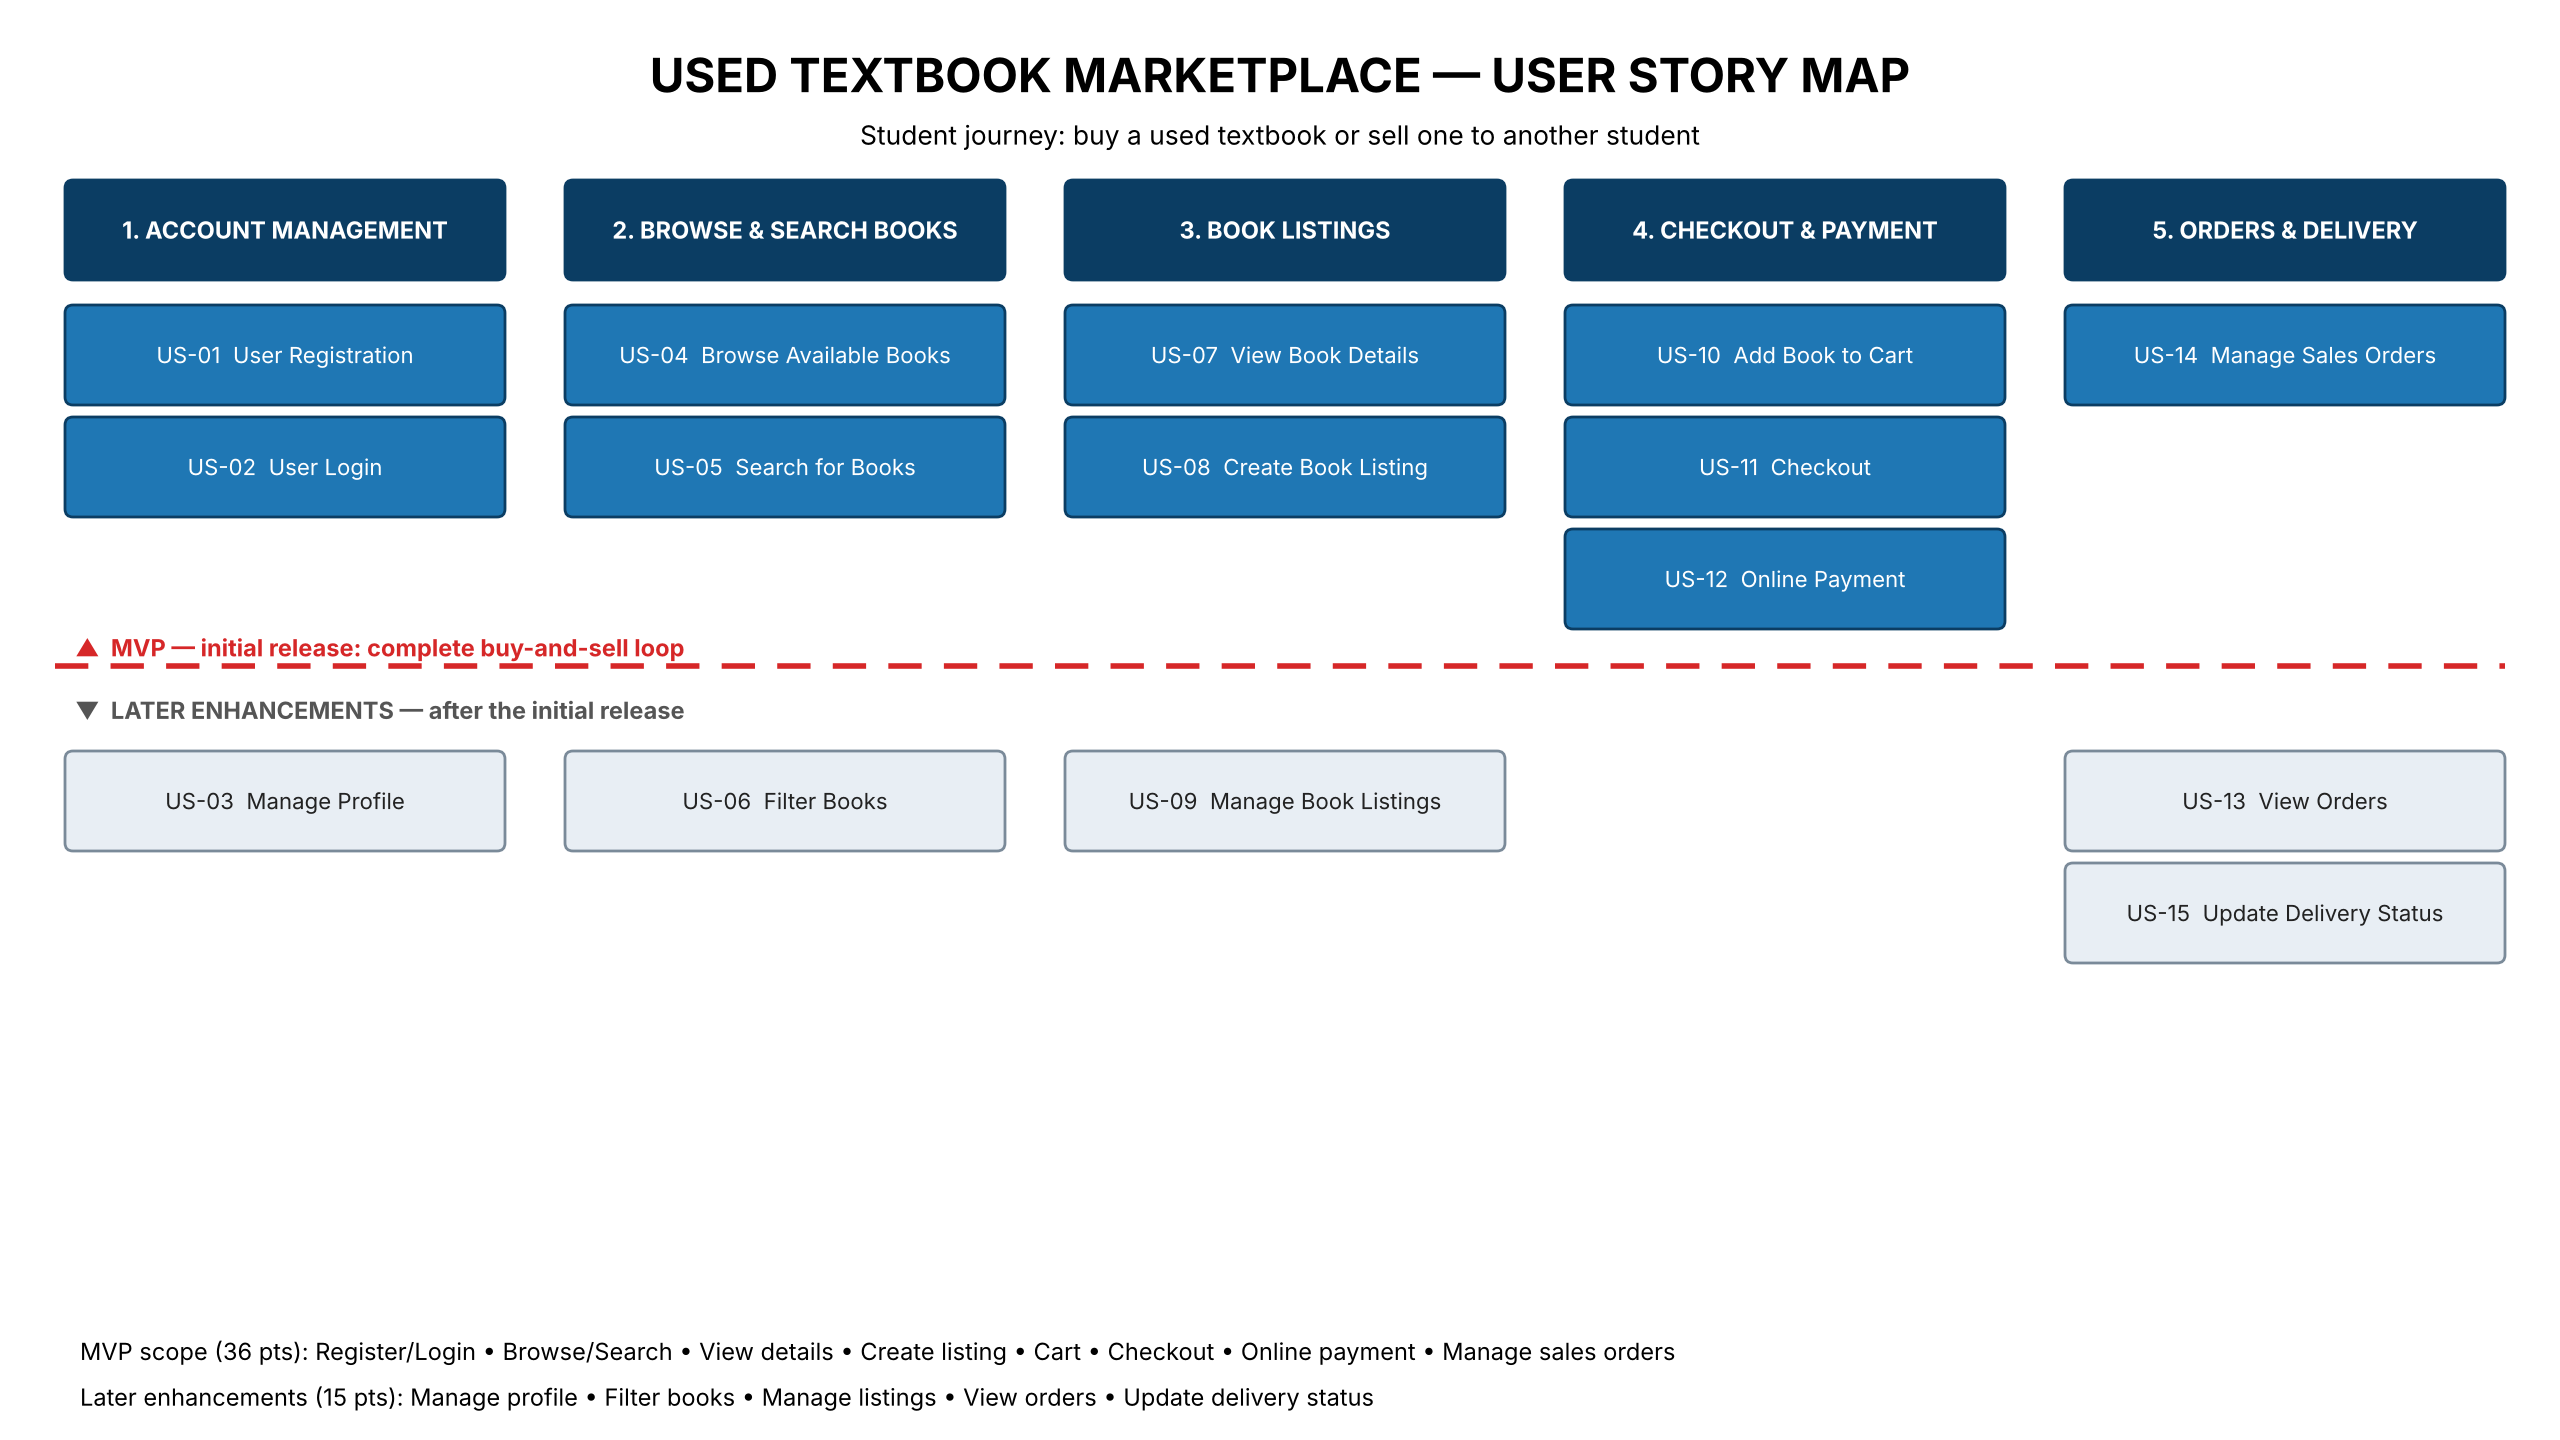 USED TEXTBOOK MARKETPLACE — USER STORY MAP
Student journey: buy a used textbook or sell one to another student
1. ACCOUNT MANAGEMENT
2. BROWSE & SEARCH BOOKS
3. BOOK LISTINGS
4. CHECKOUT & PAYMENT
5. ORDERS & DELIVERY
US-01 User Registration
US-04 Browse Available Books
US-07 View Book Details
US-10 Add Book to Cart
US-14 Manage Sales Orders
US-02 User Login
US-05 Search for Books
US-08 Create Book Listing
US-11 Checkout
US-12 Online Payment
▲ MVP — initial release: complete buy-and-sell loop
▼ LATER ENHANCEMENTS — after the initial release
US-03 Manage Profile
US-06 Filter Books
US-09 Manage Book Listings
US-13 View Orders
US-15 Update Delivery Status
MVP scope (36 pts): Register/Login • Browse/Search • View details • Create listing • Cart • Checkout • Online payment • Manage sales orders
Later enhancements (15 pts): Manage profile • Filter books • Manage listings • View orders • Update delivery status